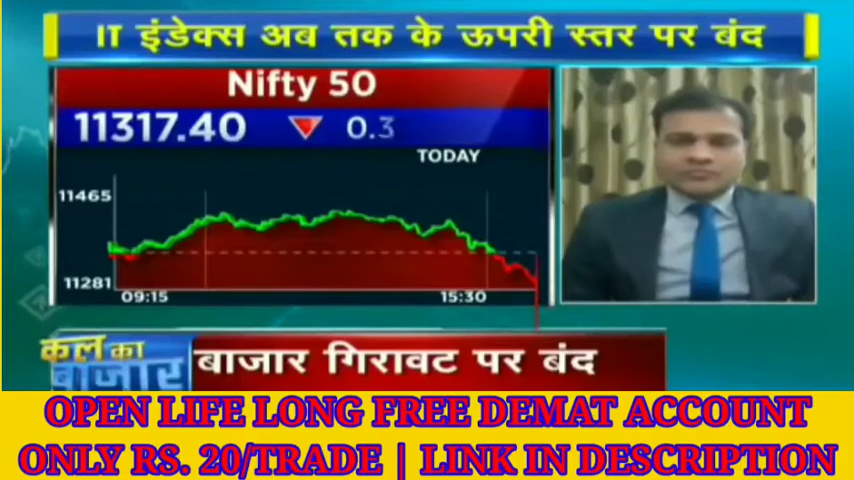 IT इंडेक्स अब तक के ऊपरी स्तर पर बंद
Nifty 50
11317.40 ▼ 0.3
TODAY
11465
11281
09:15 15:30
कल का
बाजार
बाजार गिरावट पर बंद
OPEN LIFE LONG FREE DEMAT ACCOUNT
ONLY RS. 20/TRADE | LINK IN DESCRIPTION